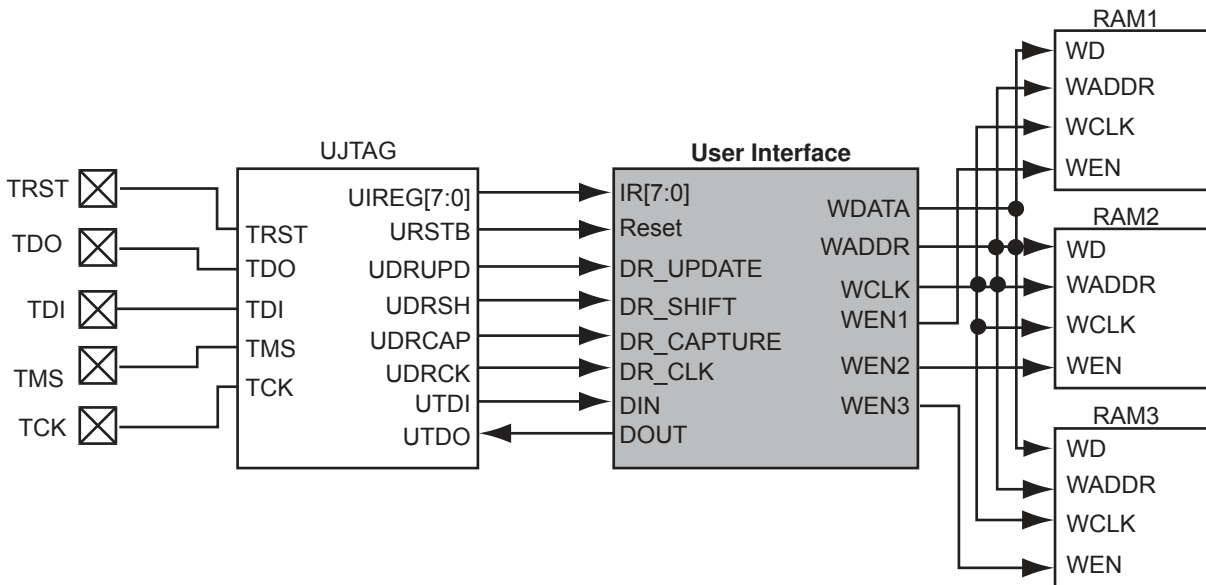 TRST
TDO
TDI
TMS
TCK
UJTAG
TRST
TDO
TDI
TMS
TCK
UIREG[7:0]
URSTB
UDRUPD
UDRSH
UDRCAP
UDRCK
UTDI
UTDO
User Interface
IR[7:0]
Reset
DR_UPDATE
DR_SHIFT
DR_CAPTURE
DR_CLK
DIN
DOUT
WDATA
WADDR
WCLK
WEN1
WEN2
WEN3
RAM1
WD
WADDR
WCLK
WEN
RAM2
WD
WADDR
WCLK
WEN
RAM3
WD
WADDR
WCLK
WEN